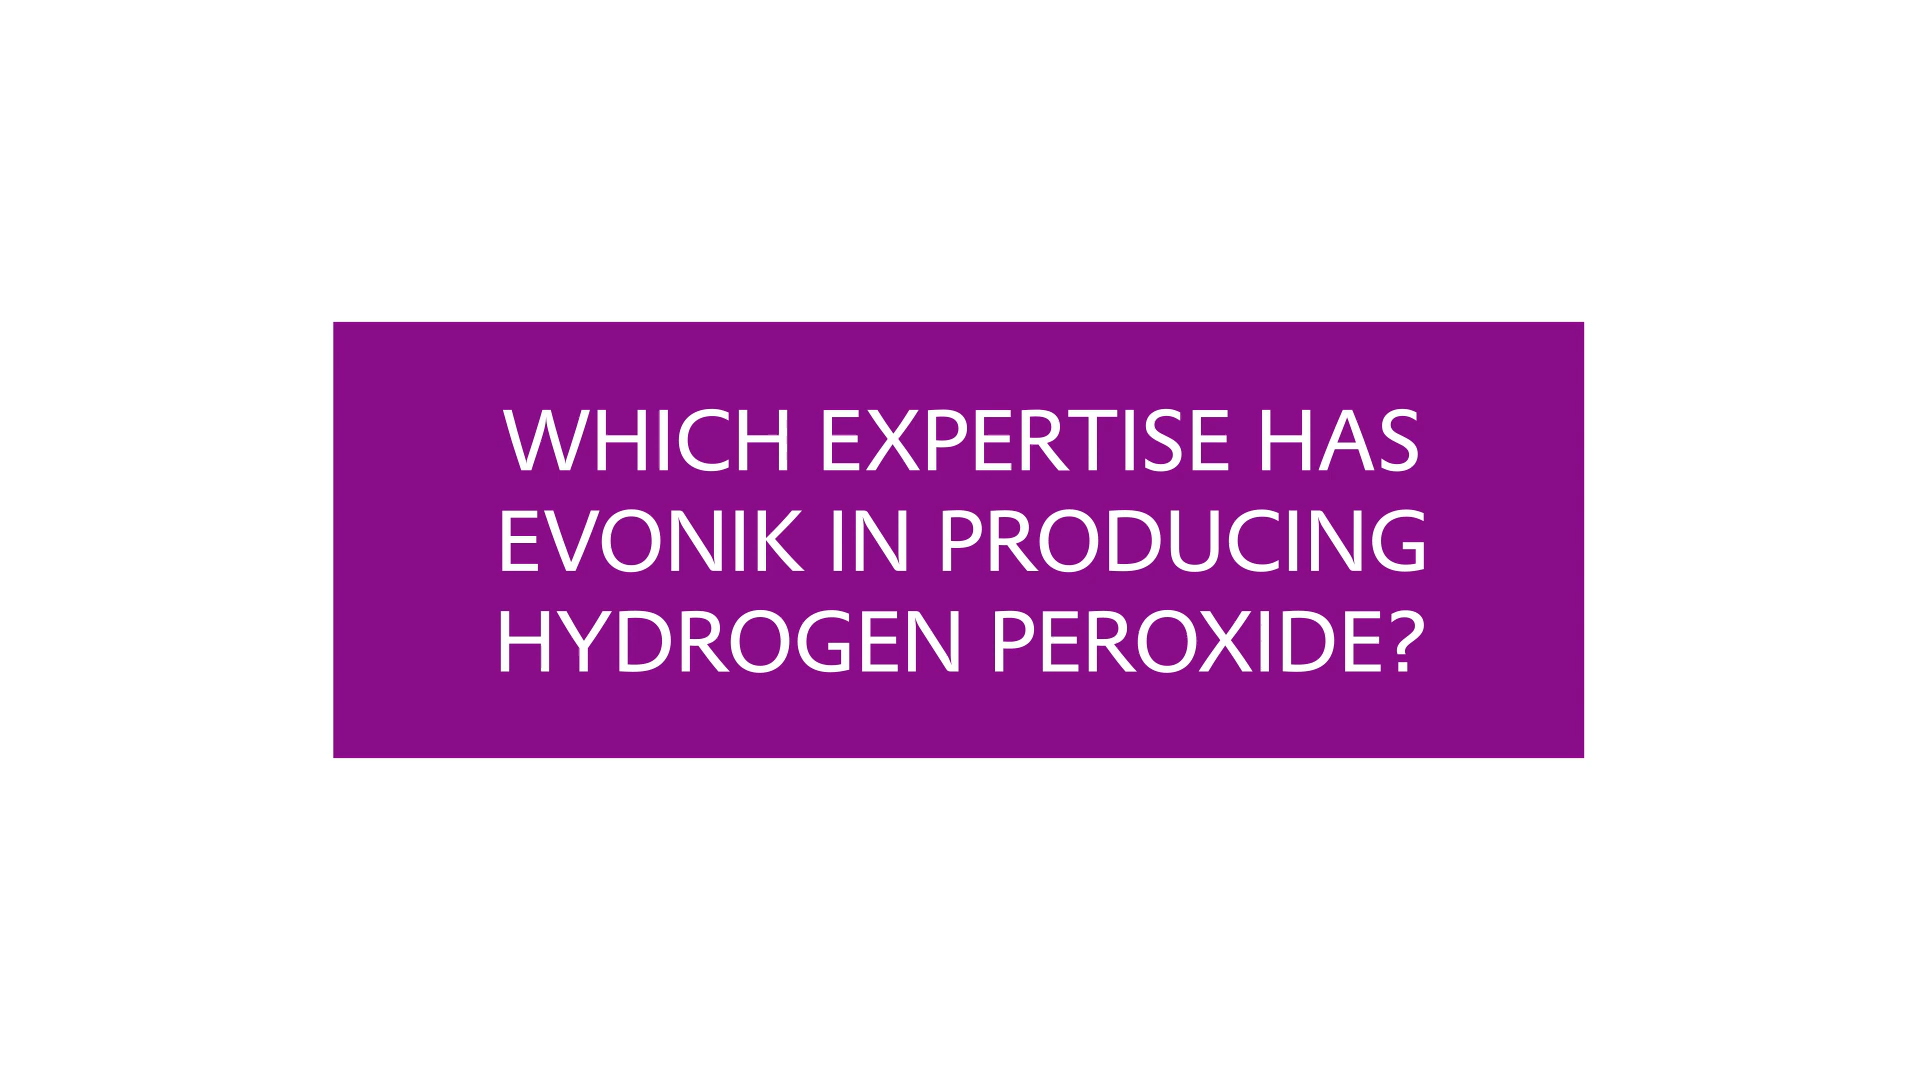 WHICH EXPERTISE HAS
EVONIK IN PRODUCING
HYDROGEN PEROXIDE?